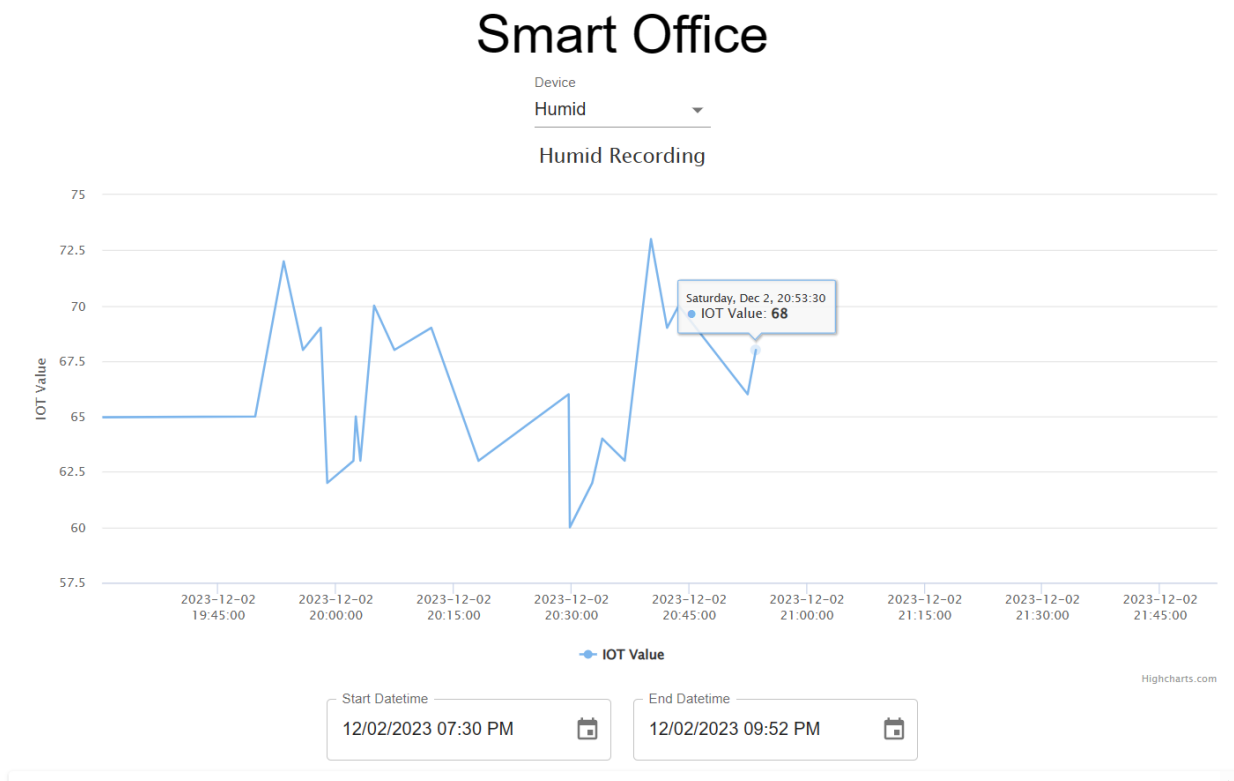 Smart Office
Device
Humid
Humid Recording
75
72.5
70
67.5
65
62.5
60
57.5
IOT Value
Saturday, Dec 2, 20:53:30
IOT Value: 68
2023-12-02 19:45:00
2023-12-02 20:00:00
2023-12-02 20:15:00
2023-12-02 20:30:00
2023-12-02 20:45:00
2023-12-02 21:00:00
2023-12-02 21:15:00
2023-12-02 21:30:00
2023-12-02 21:45:00
IOT Value
Highcharts.com
Start Datetime
12/02/2023 07:30 PM
End Datetime
12/02/2023 09:52 PM